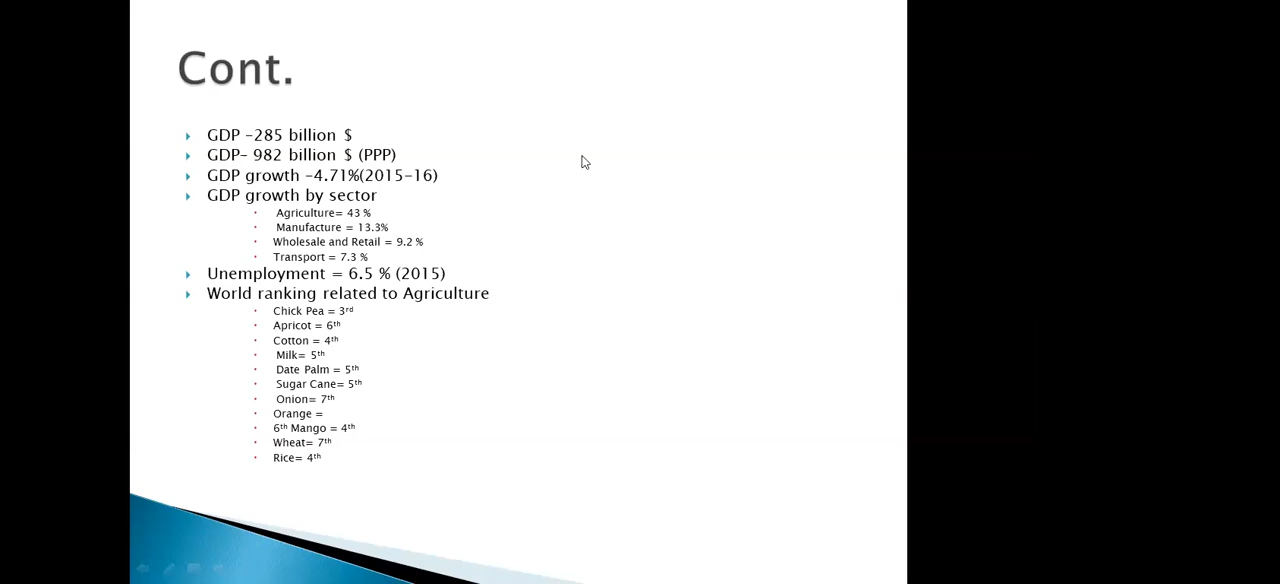 Cont.
GDP -285 billion $
GDP- 982 billion $ (PPP)
GDP growth -4.71%(2015-16)
GDP growth by sector
Agriculture= 43 %
Manufacture = 13.3%
Wholesale and Retail = 9.2 %
Transport = 7.3 %
Unemployment = 6.5 % (2015)
World ranking related to Agriculture
Chick Pea = 3rd
Apricot = 6th
Cotton = 4th
Milk= 5th
Date Palm = 5th
Sugar Cane= 5th
Onion= 7th
Orange =
6th Mango = 4th
Wheat= 7th
Rice= 4th